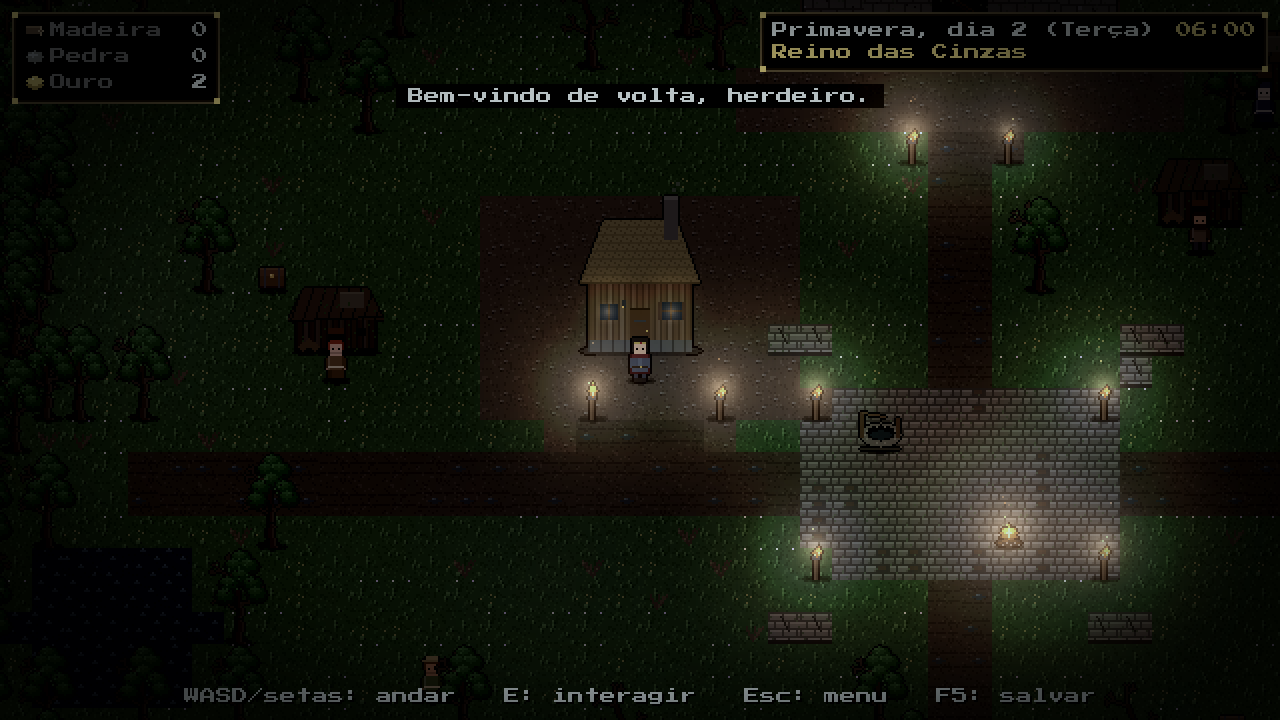 Madeira 0
Pedra 0
Ouro 2
Primavera, dia 2 (Terça) 06:00
Reino das Cinzas
Bem-vindo de volta, herdeiro.
WASD/setas: andar E: interagir Esc: menu F5: salvar